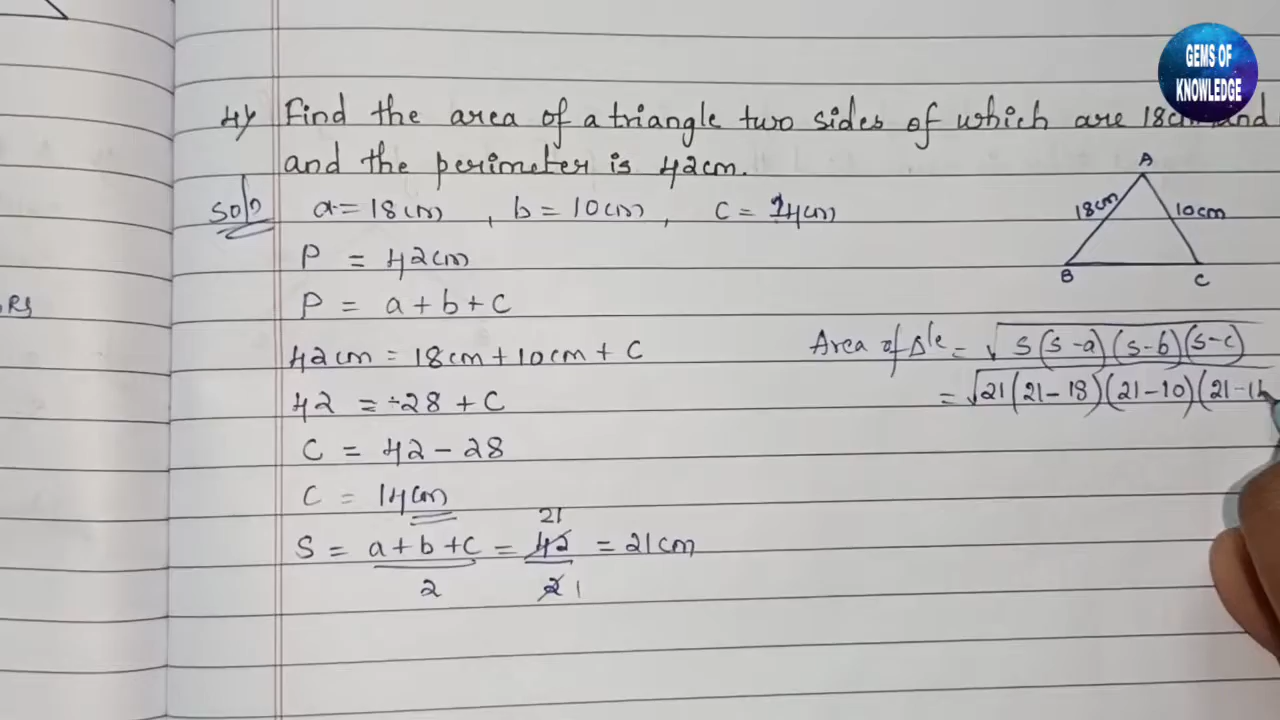 GEMS OF
KNOWLEDGE
4) Find the area of a triangle two sides of which are 18cm and
and the perimeter is 42cm.
Soln a = 18cm , b = 10cm , c = 14cm
P = 42cm
P = a + b + c
42cm = 18cm + 10cm + c
42 = 28 + c
c = 42 - 28
c = 14cm
S = a + b + c / 2 = 42 / 2 = 21cm
21
1
A
18cm 10cm
B C
Area of Δle = √s(s-a)(s-b)(s-c)
= √21(21-18)(21-10)(21-14
RS